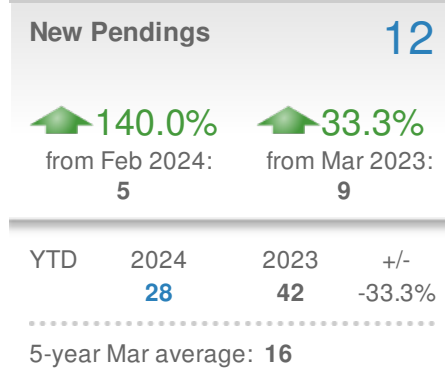 New Pendings 12
140.0% 33.3%
from Feb 2024: from Mar 2023:
5 9
YTD 2024 2023 +/-
28 42 -33.3%
5-year Mar average: 16